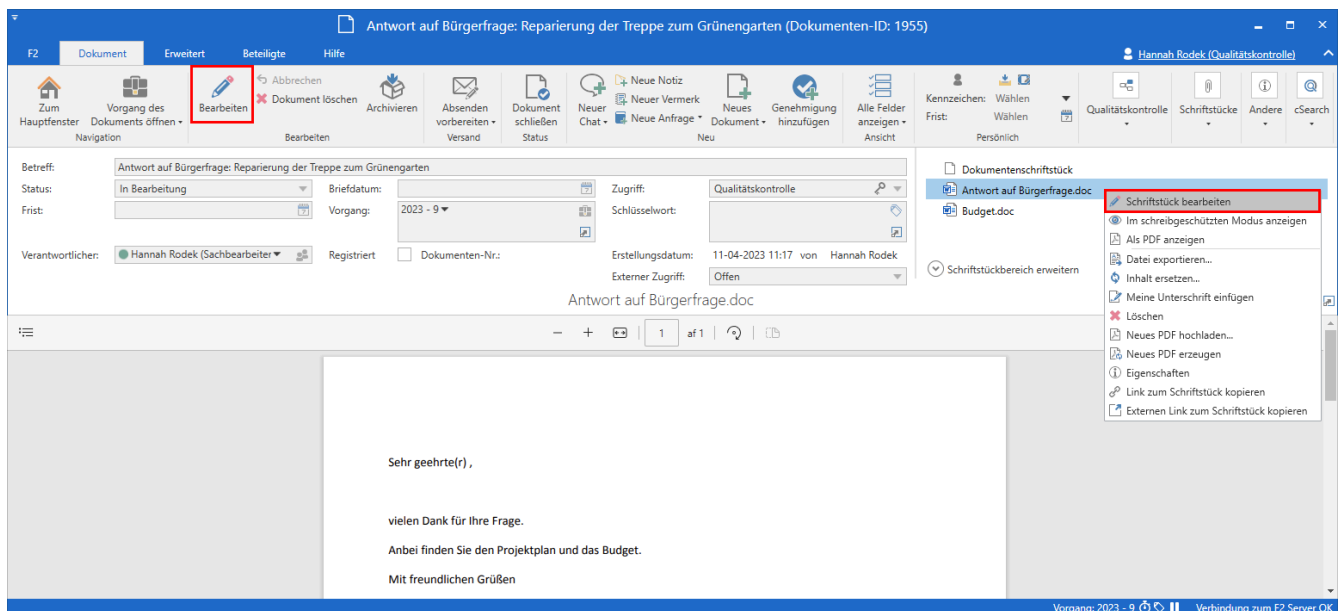 Antwort auf Bürgerfrage: Reparierung der Treppe zum Grünengarten (Dokumenten-ID: 1955)
F2 Dokument Erweitert Beteiligte Hilfe Hannah Rodek (Qualitätskontrolle)
Zum Hauptfenster
Vorgang des Dokuments öffnen
Navigation
Bearbeiten
Abbrechen
Dokument löschen
Archivieren
Bearbeiten
Absenden vorbereiten
Versand
Dokument schließen
Status
Neuer Chat
Neue Notiz
Neuer Vermerk
Neue Anfrage
Neues Dokument
Genehmigung hinzufügen
Neu
Alle Felder anzeigen
Ansicht
Kennzeichen: Wählen
Frist: Wählen
Persönlich
Qualitätskontrolle
Schriftstücke
Andere
cSearch
Betreff: Antwort auf Bürgerfrage: Reparierung der Treppe zum Grünengarten
Status: In Bearbeitung Briefdatum: Zugriff: Qualitätskontrolle
Frist: Vorgang: 2023 - 9 Schlüsselwort:
Verantwortlicher: Hannah Rodek (Sachbearbeiter Registriert Dokumenten-Nr.: Erstellungsdatum: 11-04-2023 11:17 von Hannah Rodek
Externer Zugriff: Offen
Dokumentenschriftstück
Antwort auf Bürgerfrage.doc
Budget.doc
Schriftstückbereich erweitern
Schriftstück bearbeiten
Im schreibgeschützten Modus anzeigen
Als PDF anzeigen
Datei exportieren...
Inhalt ersetzen...
Meine Unterschrift einfügen
Löschen
Neues PDF hochladen...
Neues PDF erzeugen
Eigenschaften
Link zum Schriftstück kopieren
Externen Link zum Schriftstück kopieren
Antwort auf Bürgerfrage.doc
1 af 1
Sehr geehrte(r) ,
vielen Dank für Ihre Frage.
Anbei finden Sie den Projektplan und das Budget.
Mit freundlichen Grüßen
Vorgang: 2023 - 9 Verbindung zum F2 Server OK